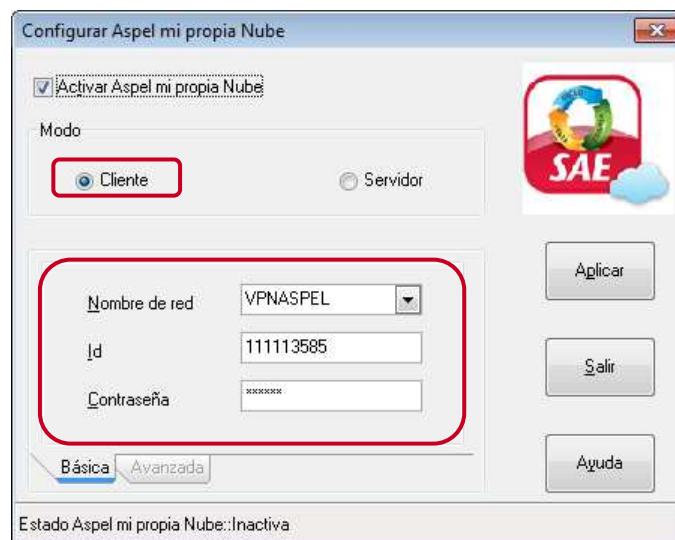 Configurar Aspel mi propia Nube
Activar Aspel mi propia Nube
Modo
Cliente
Servidor
SAE
Nombre de red
VPNASPEL
Id
111113585
Contraseña
******
Aplicar
Salir
Ayuda
Básica
Avanzada
Estado Aspel mi propia Nube::Inactiva